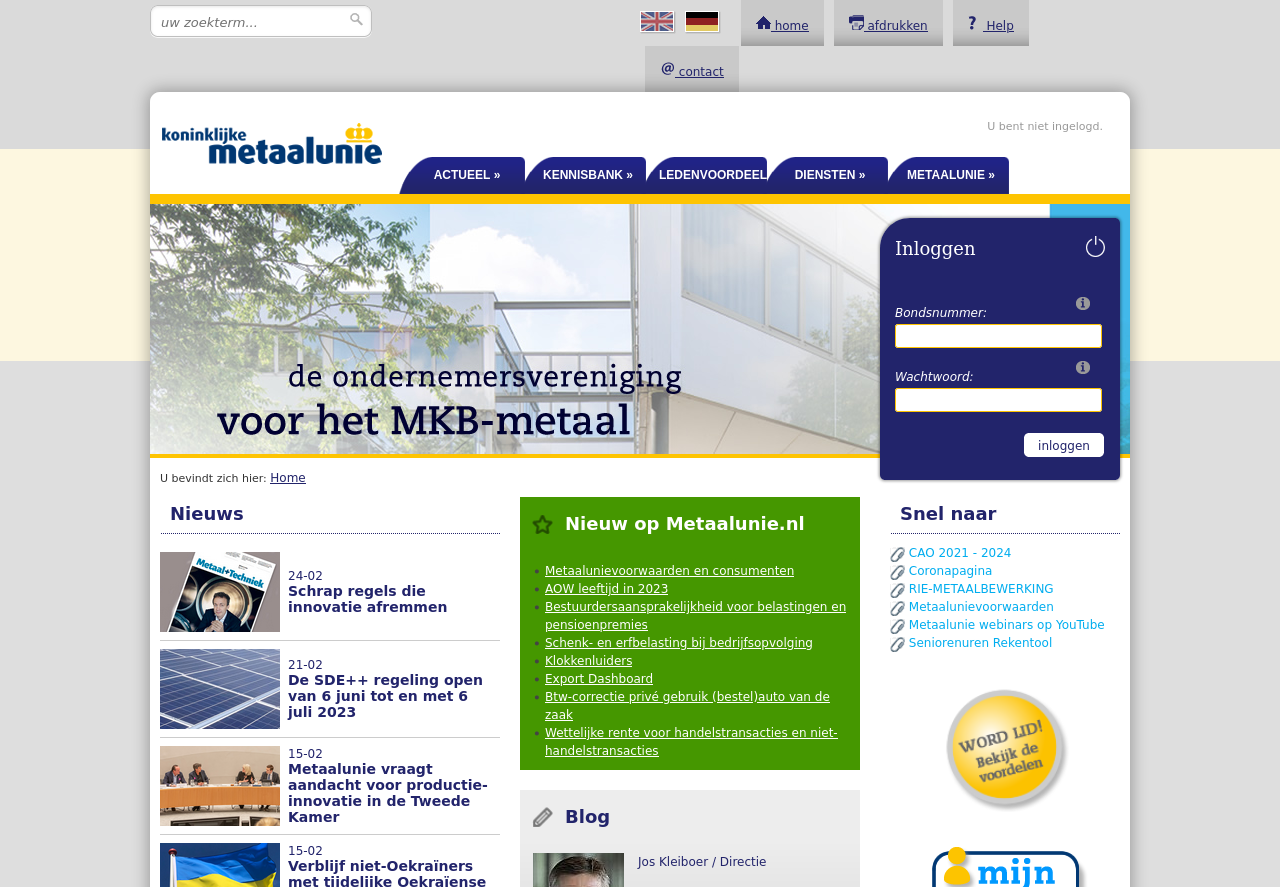 uw zoekterm...
home
afdrukken
Help
@ contact
koninklijke
metaalunie
U bent niet ingelogd.
ACTUEEL »
KENNISBANK »
LEDENVOORDEEL
DIENSTEN »
METAALUNIE »
de ondernemersvereniging
voor het MKB-metaal
Inloggen
Bondsnummer:
Wachtwoord:
inloggen
U bevindt zich hier: Home
Nieuws
Metaal+Techniek
24-02
Schrap regels die
innovatie afremmen
21-02
De SDE++ regeling open
van 6 juni tot en met 6
juli 2023
15-02
Metaalunie vraagt
aandacht voor productie-
innovatie in de Tweede
Kamer
15-02
Verblijf niet-Oekraïners
met tijdelijke Oekraïense
Nieuw op Metaalunie.nl
• Metaalunievoorwaarden en consumenten
• AOW leeftijd in 2023
• Bestuurdersaansprakelijkheid voor belastingen en
pensioenpremies
• Schenk- en erfbelasting bij bedrijfsopvolging
• Klokkenluiders
• Export Dashboard
• Btw-correctie privé gebruik (bestel)auto van de
zaak
• Wettelijke rente voor handelstransacties en niet-
handelstransacties
Blog
Jos Kleiboer / Directie
Snel naar
CAO 2021 - 2024
Coronapagina
RIE-METAALBEWERKING
Metaalunievoorwaarden
Metaalunie webinars op YouTube
Seniorenuren Rekentool
WORD LID!
Bekijk de
voordelen
mijn